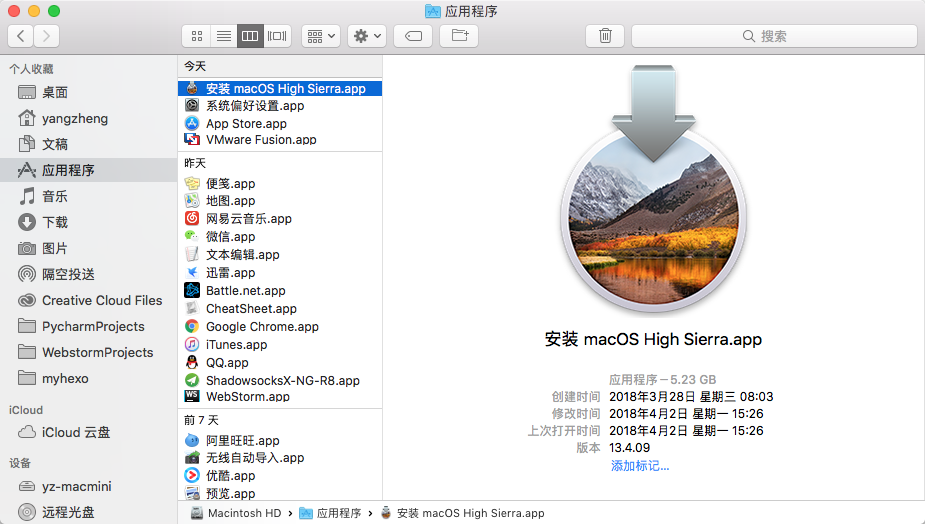 应用程序
搜索
个人收藏
桌面
yangzheng
文稿
应用程序
音乐
下载
图片
隔空投送
Creative Cloud Files
PycharmProjects
WebstormProjects
myhexo
iCloud
iCloud 云盘
设备
yz-macmini
远程光盘
今天
安装 macOS High Sierra.app
系统偏好设置.app
App Store.app
VMware Fusion.app
昨天
便笺.app
地图.app
网易云音乐.app
微信.app
文本编辑.app
迅雷.app
Battle.net.app
CheatSheet.app
Google Chrome.app
iTunes.app
QQ.app
ShadowsocksX-NG-R8.app
WS
WebStorm.app
前 7 天
阿里旺旺.app
无线自动导入.app
优酷.app
预览.app
安装 macOS High Sierra.app
应用程序－5.23 GB
创建时间 2018年3月28日 星期三 08:03
修改时间 2018年4月2日 星期一 15:26
上次打开时间 2018年4月2日 星期一 15:26
版本 13.4.09
添加标记...
Macintosh HD › 应用程序 › 安装 macOS High Sierra.app